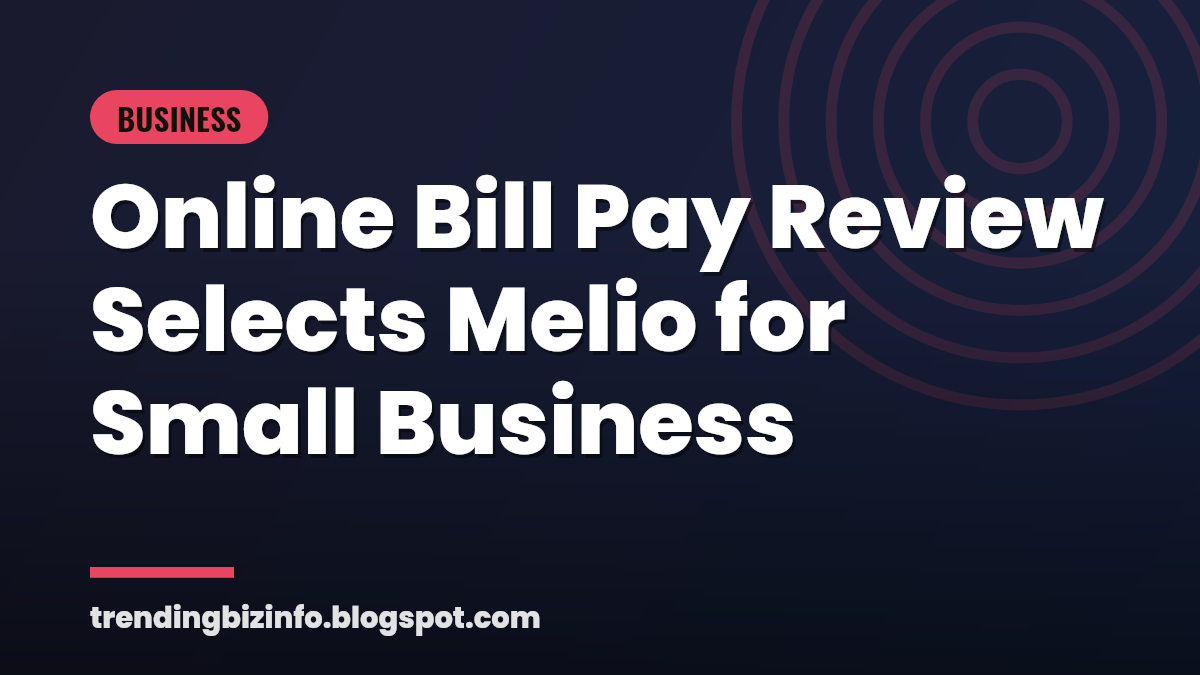 BUSINESS
Online Bill Pay Review
Selects Melio for
Small Business
trendingbizinfo.blogspot.com